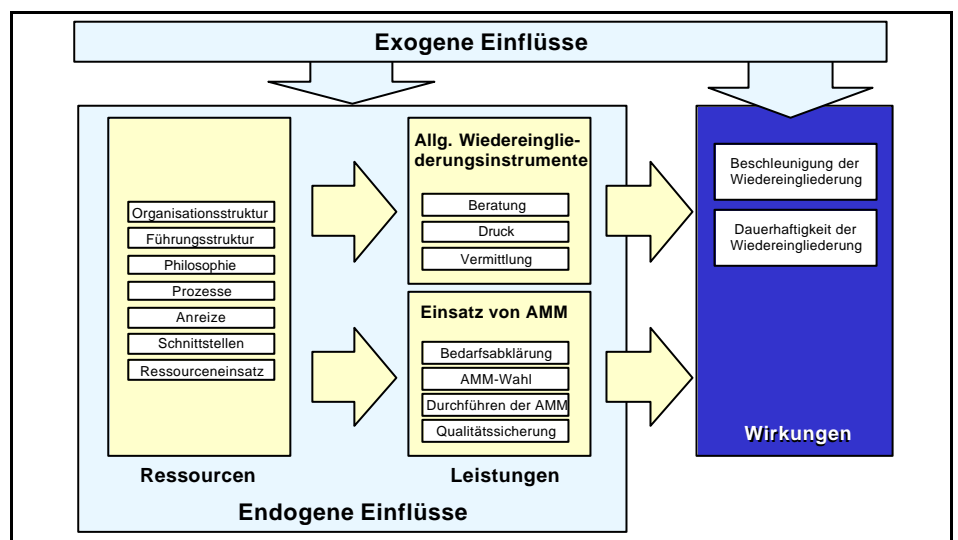 Exogene Einflüsse
Organisationsstruktur
Führungsstruktur
Philosophie
Prozesse
Anreize
Schnittstellen
Ressourceneinsatz
Ressourcen
Allg. Wiedereinglie-
derungsinstrumente
Beratung
Druck
Vermittlung
Einsatz von AMM
Bedarfsabklärung
AMM-Wahl
Durchführen der AMM
Qualitätssicherung
Leistungen
Endogene Einflüsse
Beschleunigung der
Wiedereingliederung
Dauerhaftigkeit der
Wiedereingliederung
Wirkungen